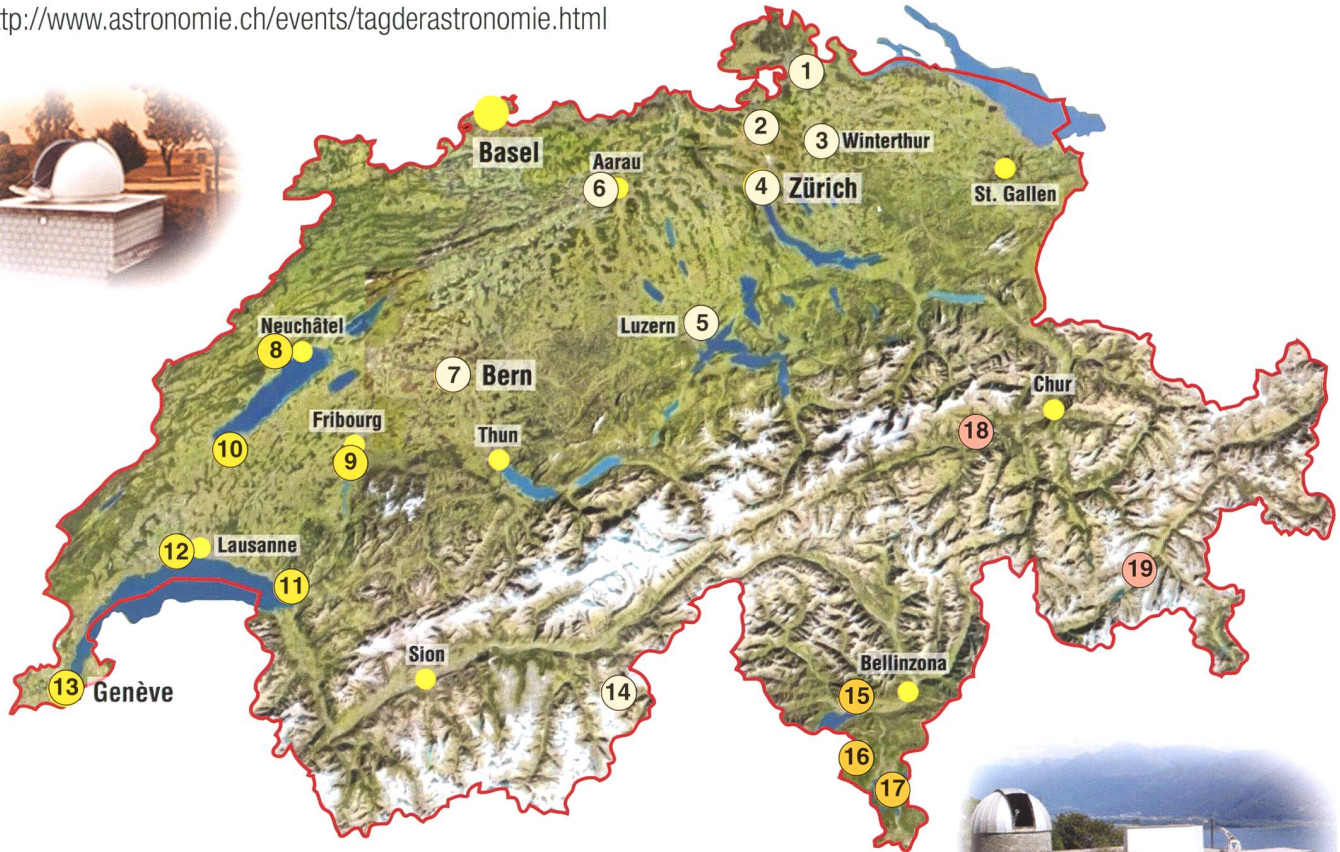 ttp://www.astronomie.ch/events/tagderastronomie.html
1
2
3 Winterthur
Basel
Aarau
6
4 Zürich
St. Gallen
Neuchâtel
8
Luzern 5
7 Bern
Chur
Fribourg
Thun
18
10
9
12 Lausanne
11
19
Sion
Bellinzona
13 Genève
14
15
16
17